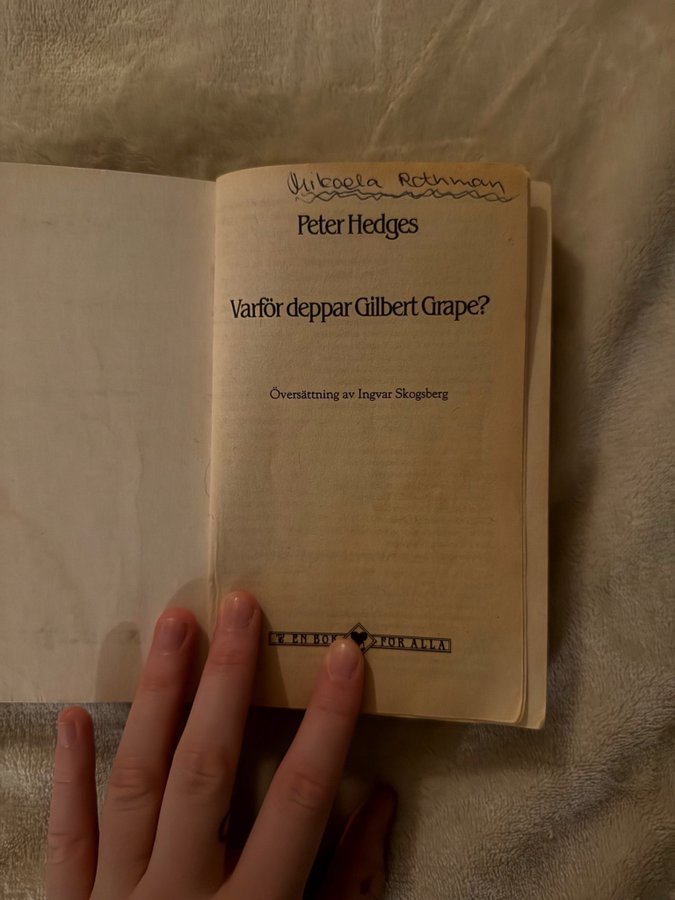 Mikaela Rothman
Peter Hedges
Varför deppar Gilbert Grape?
Översättning av Ingvar Skogsberg
EN BOK FÖR ALLA